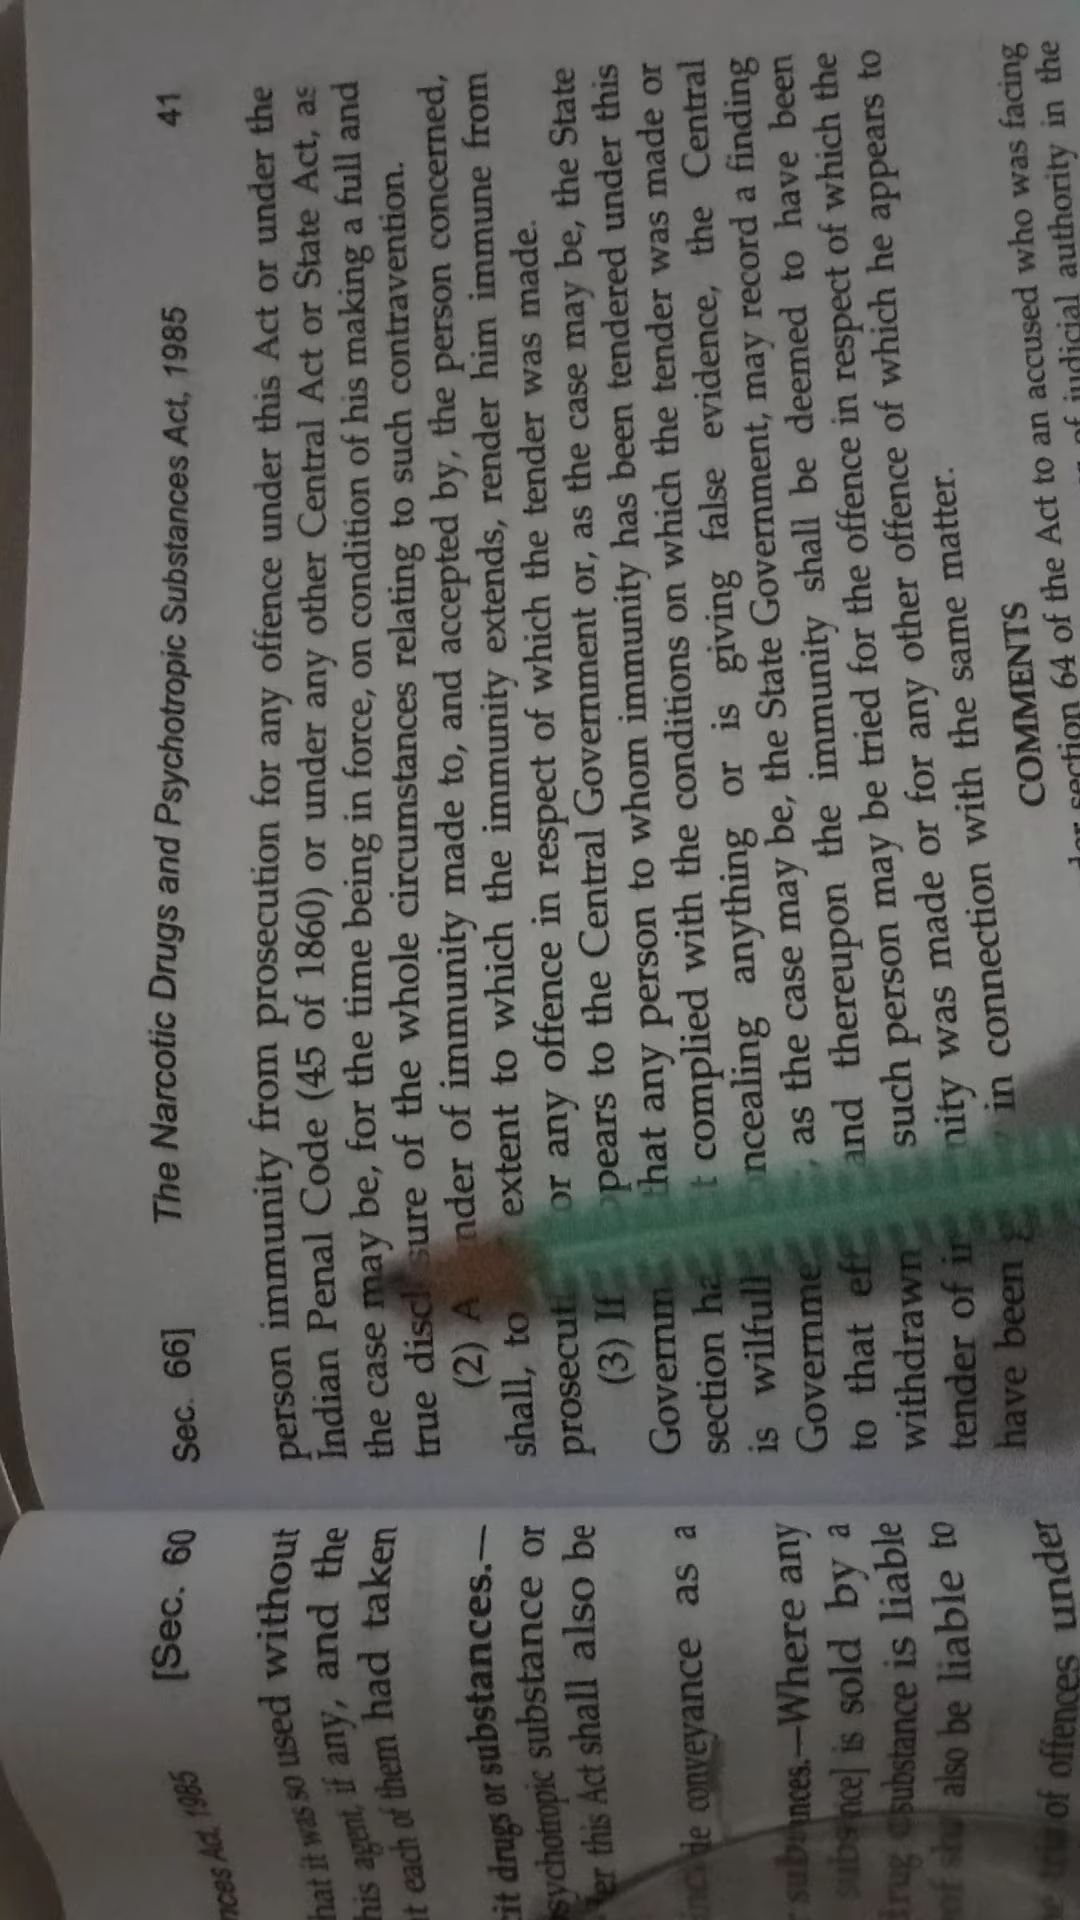 nces Act, 1985 [Sec. 60
hat it was so used without
his agent, if any, and the
t each of them had taken
cit drugs or substances.—
sychotropic substance or
er this Act shall also be
conveyance as a
nces.—Where any
] is sold by a
substance is liable
also be liable to
of offences under
Sec. 66] The Narcotic Drugs and Psychotropic Substances Act, 1985 41
person immunity from prosecution for any offence under this Act or under the
Indian Penal Code (45 of 1860) or under any other Central Act or State Act, as
the case may be, for the time being in force, on condition of his making a full and
true discl sure of the whole circumstances relating to such contravention.
(2) A nder of immunity made to, and accepted by, the person concerned,
shall, to extent to which the immunity extends, render him immune from
prosecut or any offence in respect of which the tender was made.
(3) If pears to the Central Government or, as the case may be, the State
Governm that any person to whom immunity has been tendered under this
section ha t complied with the conditions on which the tender was made or
is wilfull ncealing anything or is giving false evidence, the Central
Governme , as the case may be, the State Government, may record a finding
to that eff and thereupon the immunity shall be deemed to have been
withdrawn such person may be tried for the offence in respect of which the
tender of im nity was made or for any other offence of which he appears to
have been g in connection with the same matter.
COMMENTS
section 64 of the Act to an accused who was facing
of judicial authority in the